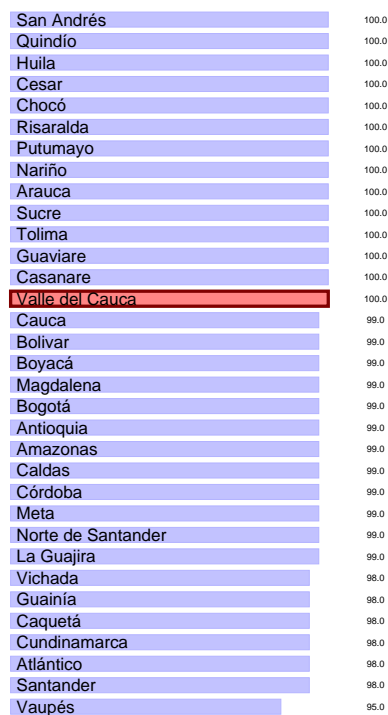 San Andrés 100.0
Quindío 100.0
Huila 100.0
Cesar 100.0
Chocó 100.0
Risaralda 100.0
Putumayo 100.0
Nariño 100.0
Arauca 100.0
Sucre 100.0
Tolima 100.0
Guaviare 100.0
Casanare 100.0
Valle del Cauca 100.0
Cauca 99.0
Bolivar 99.0
Boyacá 99.0
Magdalena 99.0
Bogotá 99.0
Antioquia 99.0
Amazonas 99.0
Caldas 99.0
Córdoba 99.0
Meta 99.0
Norte de Santander 99.0
La Guajira 99.0
Vichada 98.0
Guainía 98.0
Caquetá 98.0
Cundinamarca 98.0
Atlántico 98.0
Santander 98.0
Vaupés 95.0